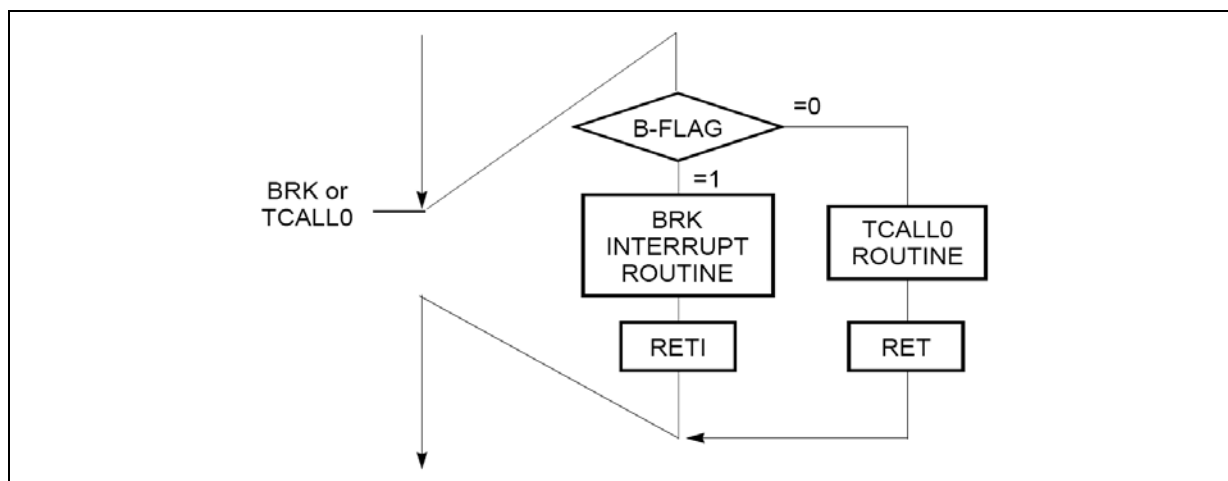 =0
B-FLAG
=1
BRK or
TCALL0
BRK
INTERRUPT
ROUTINE
TCALL0
ROUTINE
RETI
RET